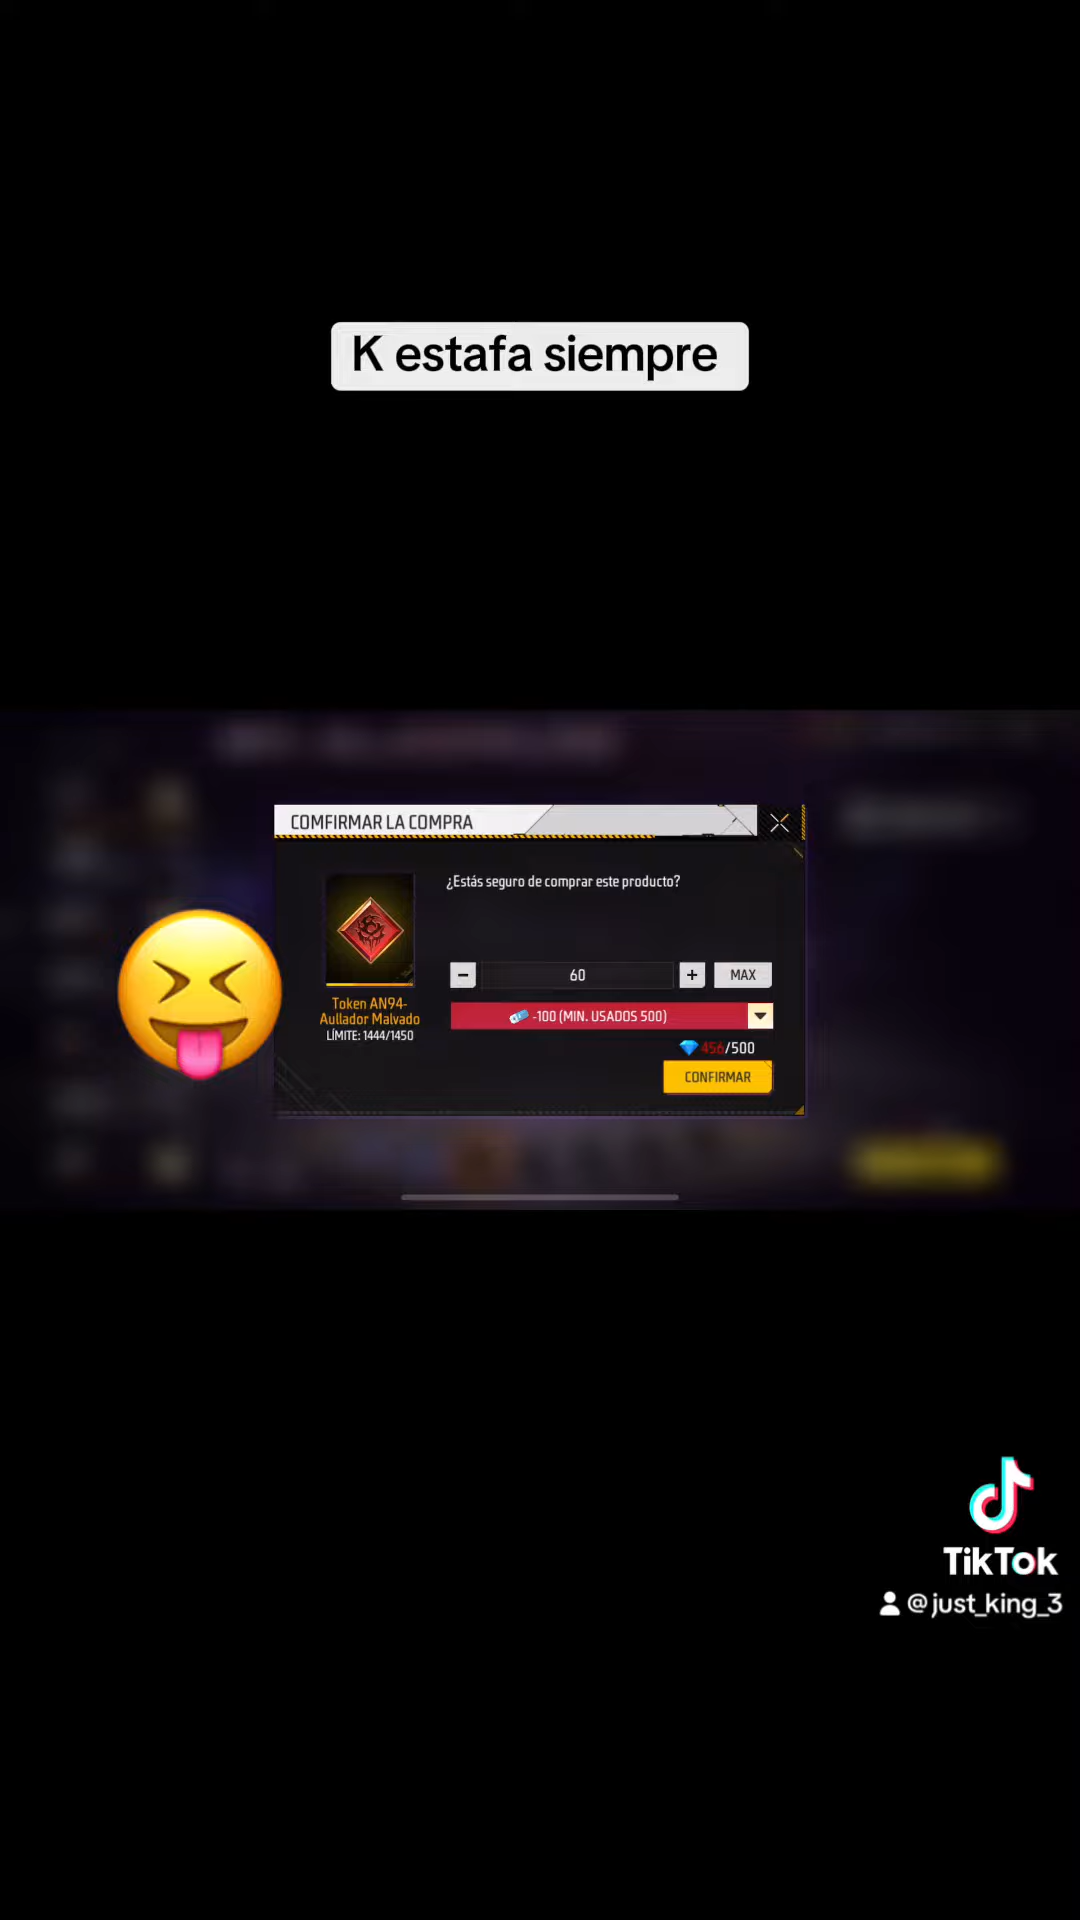 K estafa siempre
COMFIRMAR LA COMPRA
¿Estás seguro de comprar este producto?
- 60 + MAX
-100 (MIN. USADOS 500)
Token AN94-
Aullador Malvado
LÍMITE: 1444/1450
456/500
CONFIRMAR
TikTok
@just_king_3